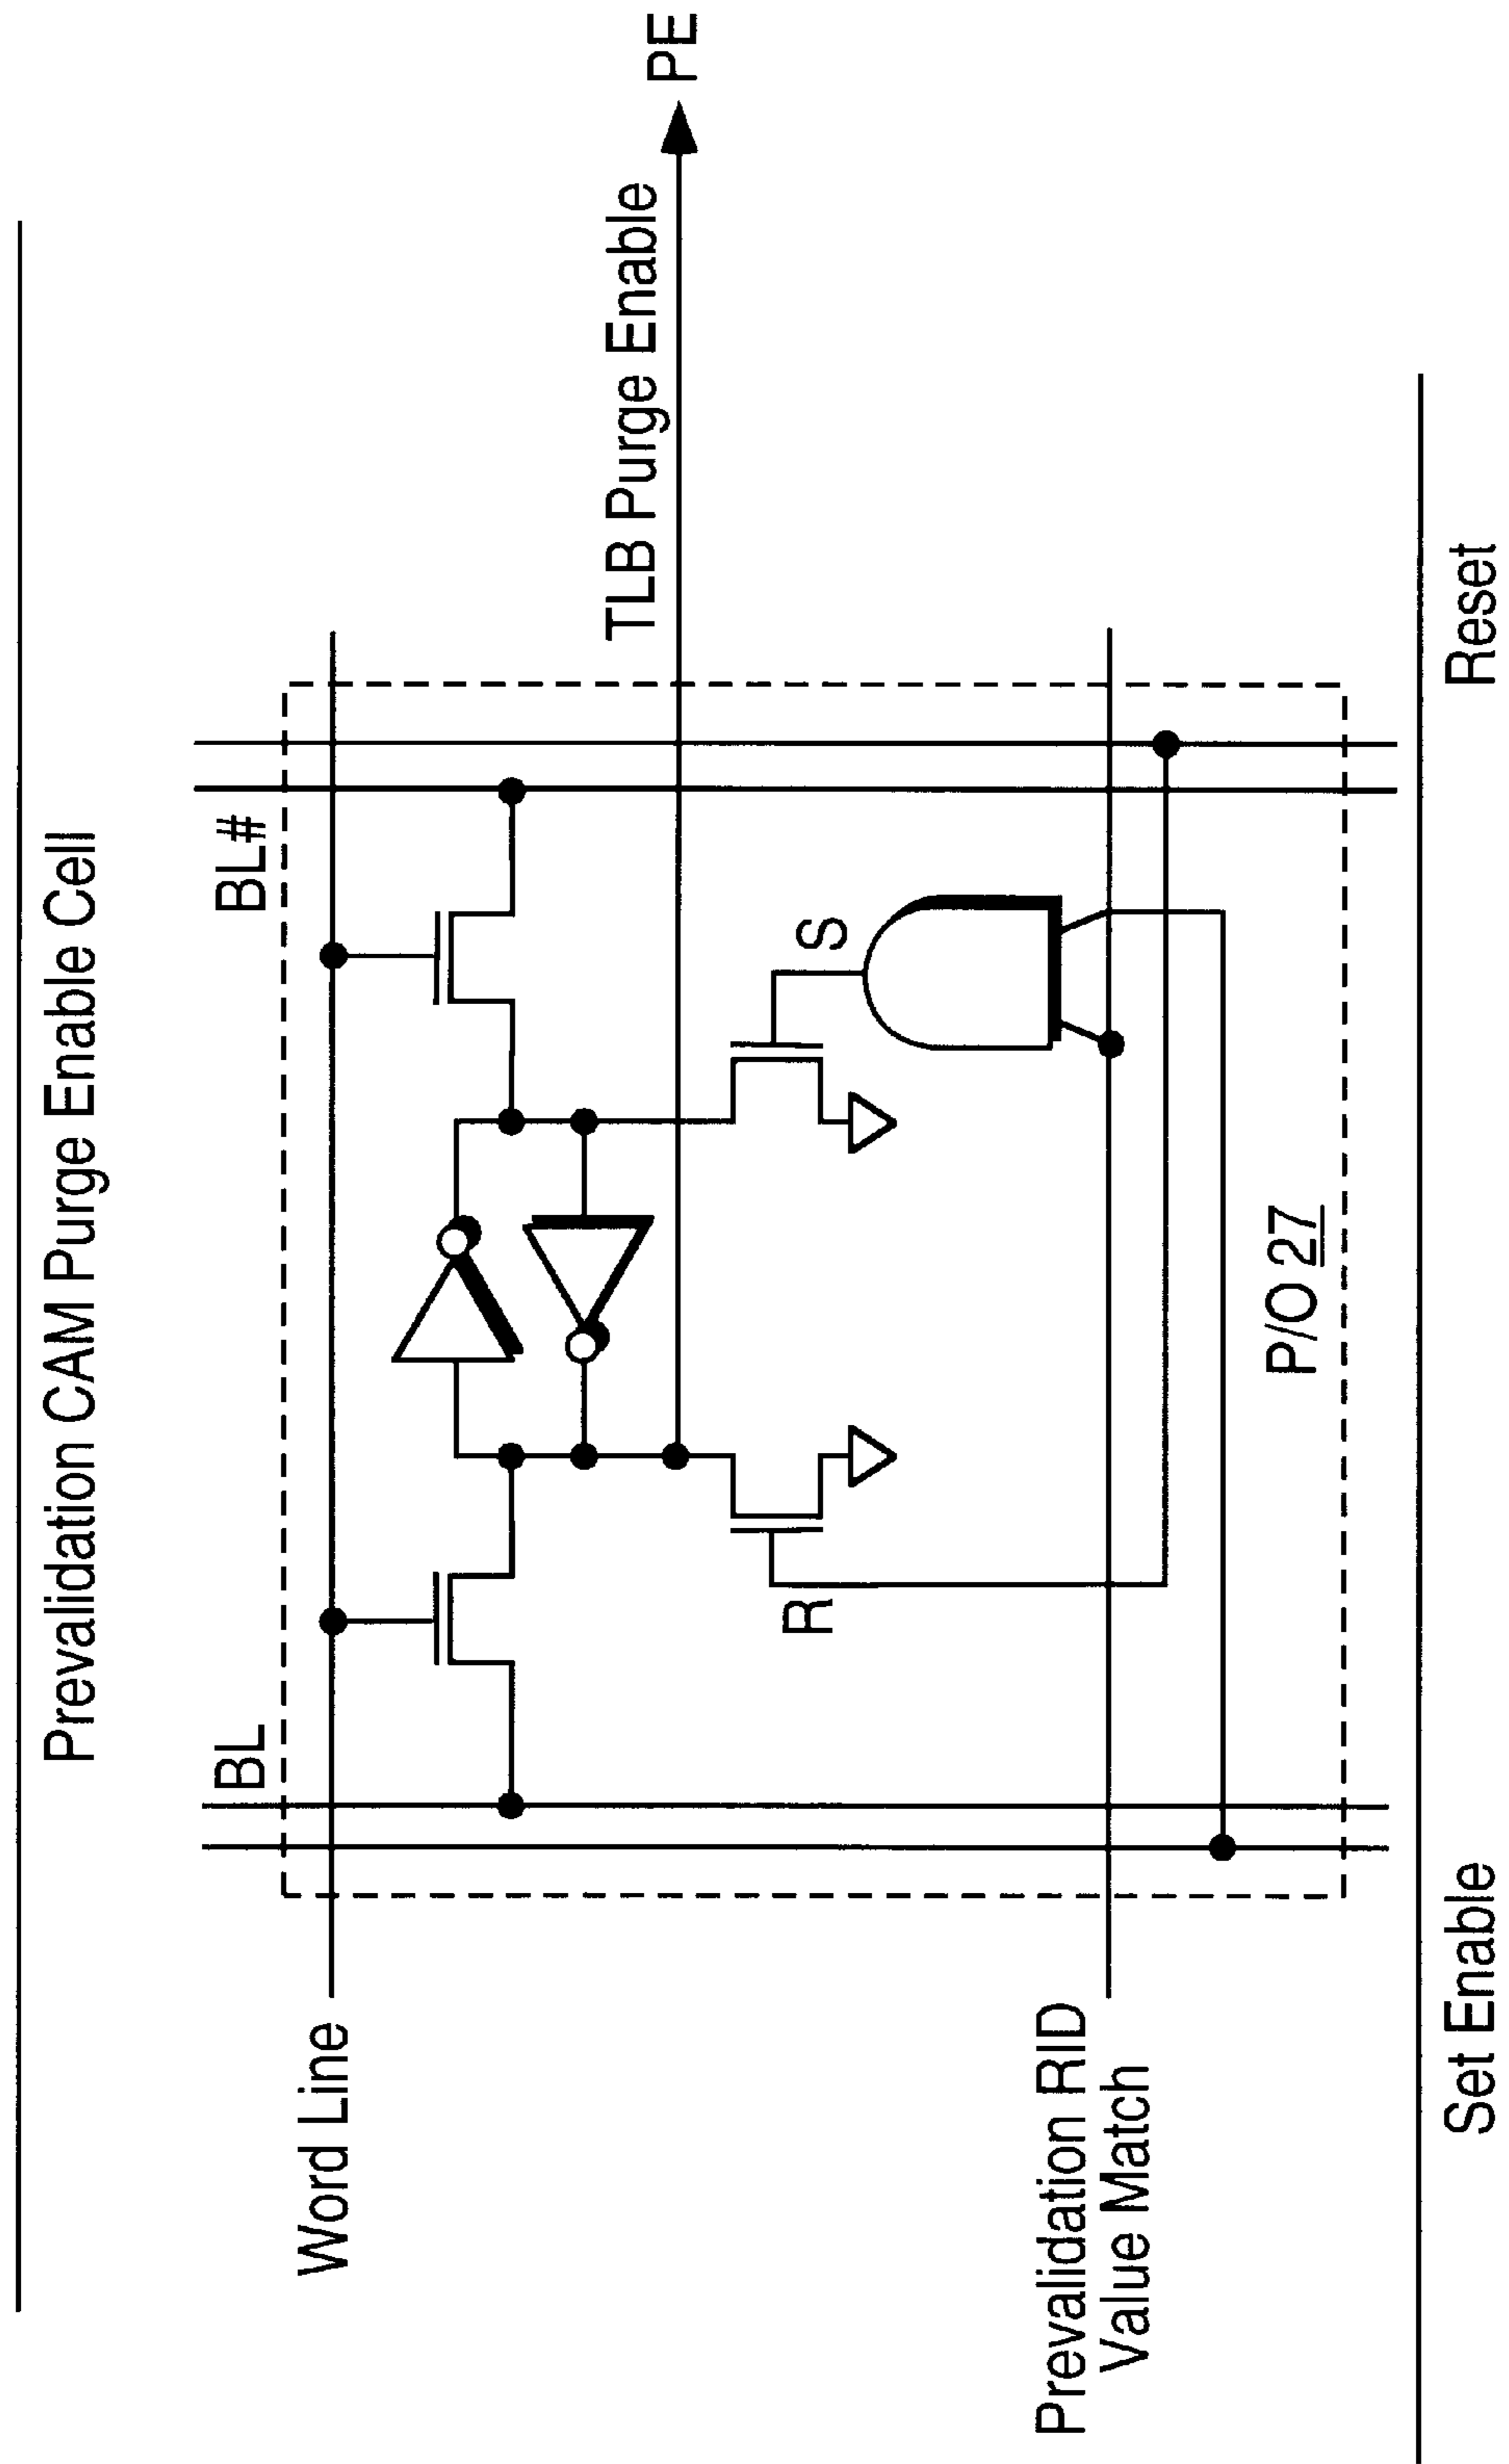 Prevalidation CAM Purge Enable Cell
BL
BL#
Word Line
TLB Purge Enable
PE
R
S
Prevalidation RID
Value Match
P/O 27
Set Enable
Reset